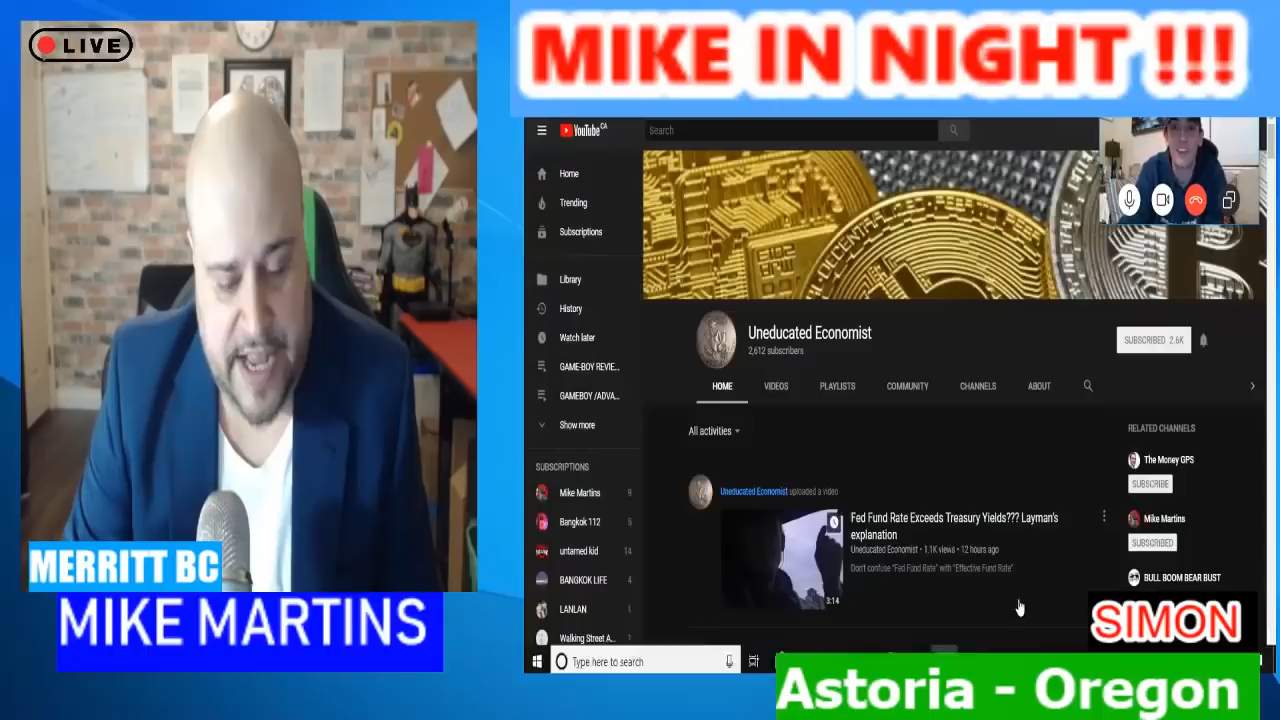 LIVE
MIKE IN NIGHT !!!
YouTube CA
Search
Home
Trending
Subscriptions
Library
History
Watch later
GAME-BOY REVIE...
GAMEBOY /ADVA...
Show more
SUBSCRIPTIONS
Mike Martins 9
Bangkok 112 5
untamed kid 14
BANGKOK LIFE 4
LANLAN 1
Walking Street A...
Uneducated Economist
2,612 subscribers
SUBSCRIBED 2.6K
HOME VIDEOS PLAYLISTS COMMUNITY CHANNELS ABOUT
All activities
Uneducated Economist uploaded a video
3:14
Fed Fund Rate Exceeds Treasury Yields??? Layman's
explanation
Uneducated Economist • 1.1K views • 12 hours ago
Don't confuse "Fed Fund Rate" with "Effective Fund Rate"
RELATED CHANNELS
The Money GPS
SUBSCRIBE
Mike Martins
SUBSCRIBED
BULL BOOM BEAR BUST
Type here to search
MERRITT BC
MIKE MARTINS
SIMON
Astoria - Oregon